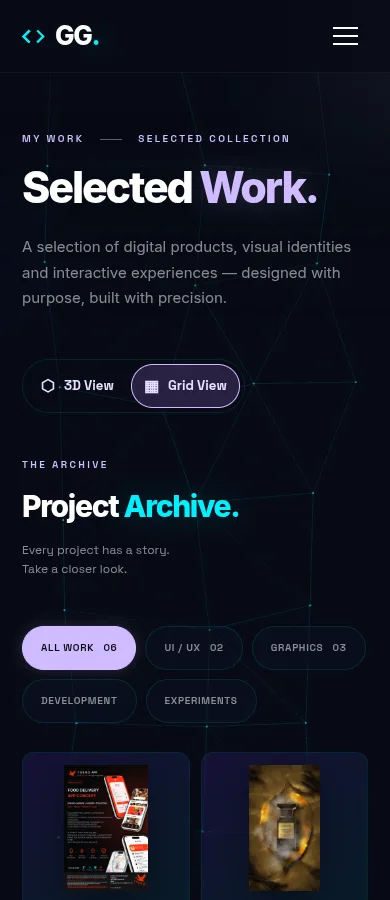 GG.
MY WORK SELECTED COLLECTION
Selected Work.
A selection of digital products, visual identities
and interactive experiences — designed with
purpose, built with precision.
3D View Grid View
THE ARCHIVE
Project Archive.
Every project has a story.
Take a closer look.
ALL WORK 06 UI / UX 02 GRAPHICS 03
DEVELOPMENT EXPERIMENTS
FOOD DELIVERY
APP CONCEPT